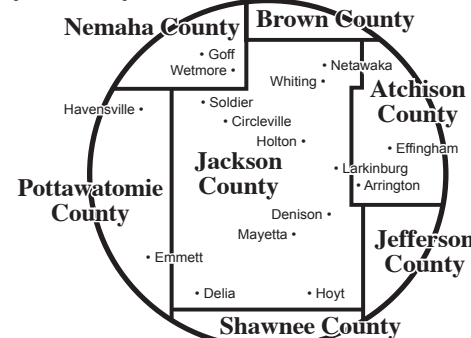 Nemaha County
Brown County
• Goff
Wetmore •
• Netawaka
Whiting •
Atchison
County
Havensville •
• Soldier
• Circleville
Holton •
• Effingham
Jackson
County
• Larkinburg
• Arrington
Pottawatomie
County
Denison •
Mayetta •
Jefferson
County
• Emmett
• Delia
• Hoyt
Shawnee County